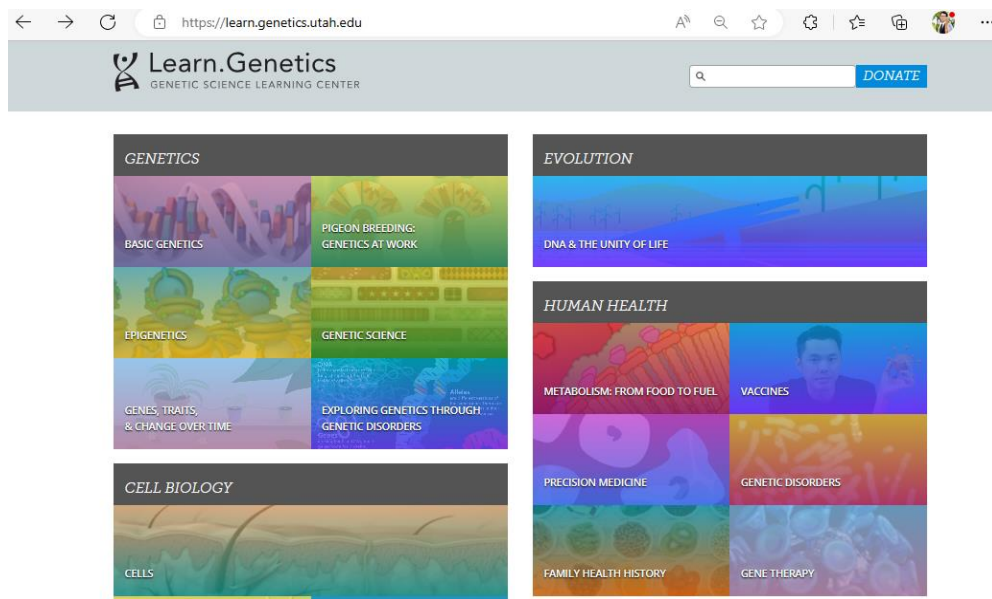 https://learn.genetics.utah.edu
Learn.Genetics
GENETIC SCIENCE LEARNING CENTER
DONATE
GENETICS
BASIC GENETICS
PIGEON BREEDING:
GENETICS AT WORK
EPIGENETICS
GENETIC SCIENCE
GENES, TRAITS,
& CHANGE OVER TIME
EXPLORING GENETICS THROUGH
GENETIC DISORDERS
CELL BIOLOGY
CELLS
EVOLUTION
DNA & THE UNITY OF LIFE
HUMAN HEALTH
METABOLISM: FROM FOOD TO FUEL
VACCINES
PRECISION MEDICINE
GENETIC DISORDERS
FAMILY HEALTH HISTORY
GENE THERAPY